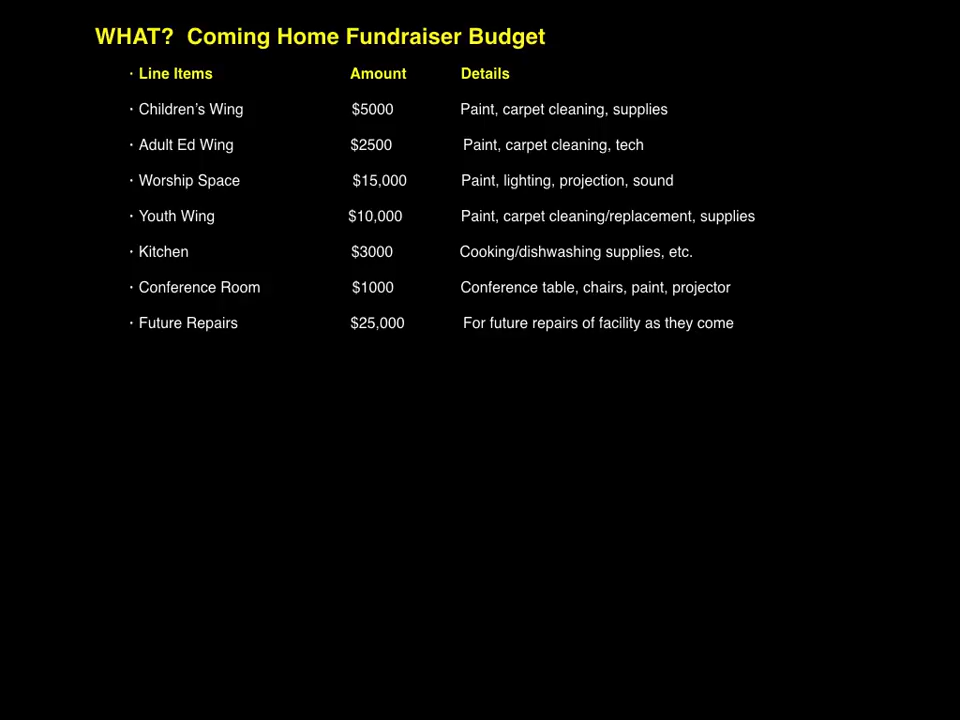 WHAT?  Coming Home Fundraiser Budget
· Line Items Amount Details
· Children’s Wing $5000 Paint, carpet cleaning, supplies
· Adult Ed Wing $2500 Paint, carpet cleaning, tech
· Worship Space $15,000 Paint, lighting, projection, sound
· Youth Wing $10,000 Paint, carpet cleaning/replacement, supplies
· Kitchen $3000 Cooking/dishwashing supplies, etc.
· Conference Room $1000 Conference table, chairs, paint, projector
· Future Repairs $25,000 For future repairs of facility as they come